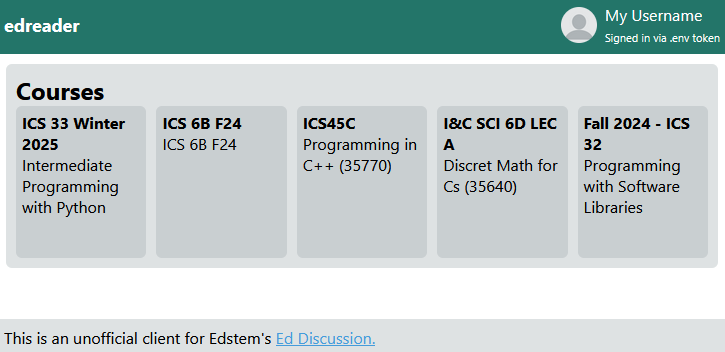 edreader
My Username
Signed in via .env token
Courses
ICS 33 Winter
2025
Intermediate
Programming
with Python
ICS 6B F24
ICS 6B F24
ICS45C
Programming in
C++ (35770)
I&C SCI 6D LEC
A
Discret Math for
Cs (35640)
Fall 2024 - ICS
32
Programming
with Software
Libraries
This is an unofficial client for Edstem's Ed Discussion.